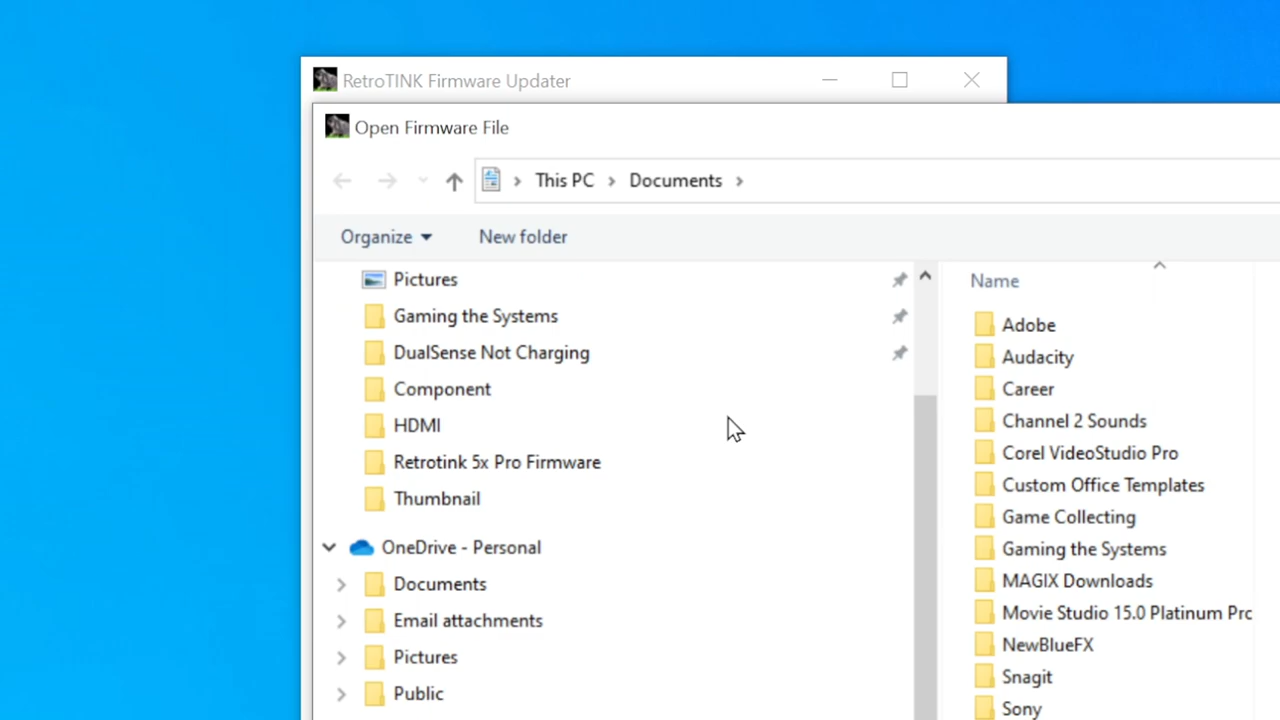 RetroTINK Firmware Updater
Open Firmware File
This PC > Documents >
Organize
New folder
Pictures
Gaming the Systems
DualSense Not Charging
Component
HDMI
Retrotink 5x Pro Firmware
Thumbnail
OneDrive - Personal
Documents
Email attachments
Pictures
Public
Name
Adobe
Audacity
Career
Channel 2 Sounds
Corel VideoStudio Pro
Custom Office Templates
Game Collecting
Gaming the Systems
MAGIX Downloads
Movie Studio 15.0 Platinum Prc
NewBlueFX
Snagit
Sony